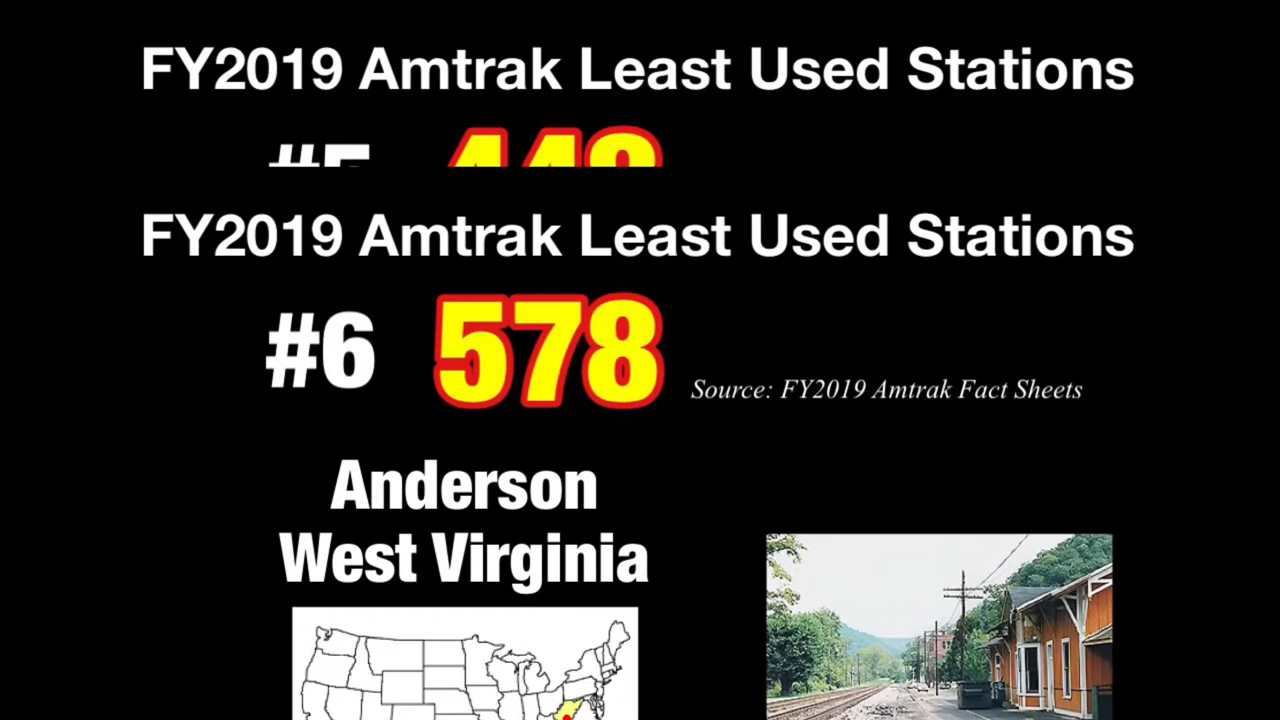 FY2019 Amtrak Least Used Stations
FY2019 Amtrak Least Used Stations
#6 578
Source: FY2019 Amtrak Fact Sheets
Anderson
West Virginia